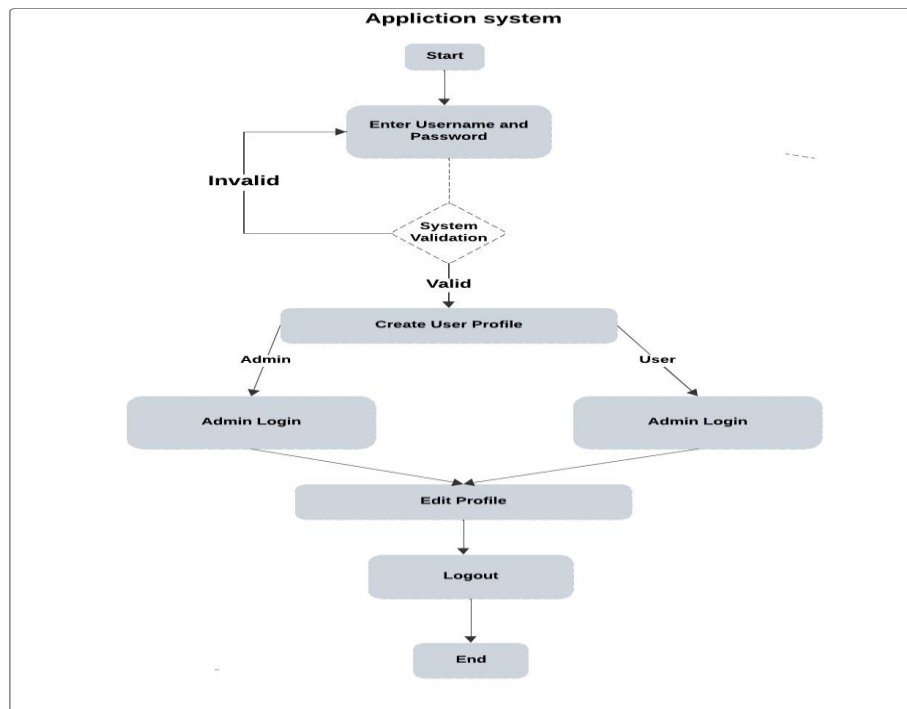 Appliction system
Start
Enter Username and
Password
Invalid
System
Validation
Valid
Create User Profile
Admin
User
Admin Login
Admin Login
Edit Profile
Logout
End